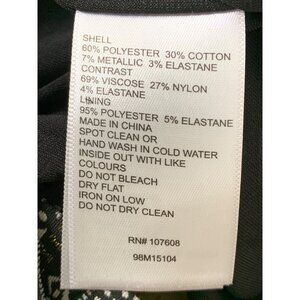 SHELL
60% POLYESTER 30% COTTON
7% METALLIC 3% ELASTANE
CONTRAST
69% VISCOSE 27% NYLON
4% ELASTANE
LINING
95% POLYESTER 5% ELASTANE
MADE IN CHINA
SPOT CLEAN OR
HAND WASH IN COLD WATER
INSIDE OUT WITH LIKE
COLOURS
DO NOT BLEACH
DRY FLAT
IRON ON LOW
DO NOT DRY CLEAN
RN# 107608
98M15104